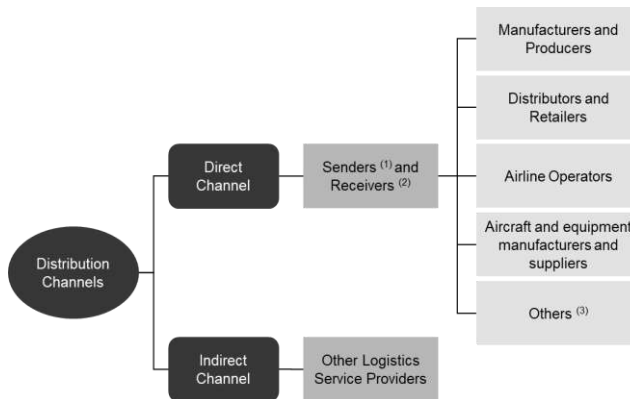 Manufacturers and
Producers
Distributors and
Retailers
Direct
Channel
Senders (1) and
Receivers (2)
Airline Operators
Aircraft and equipment
manufacturers and
suppliers
Distribution
Channels
Others (3)
Indirect
Channel
Other Logistics
Service Providers